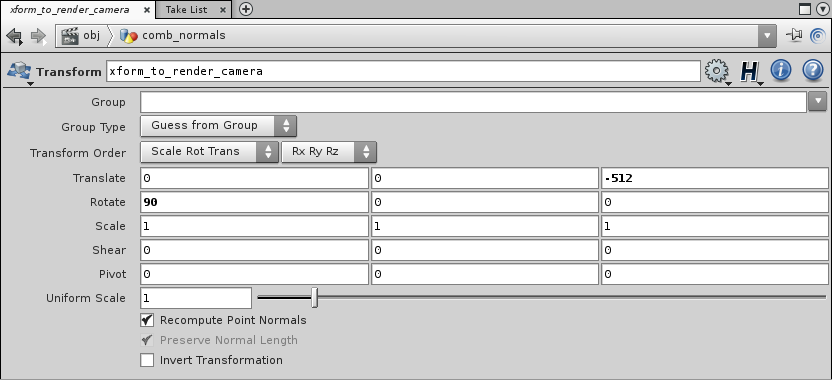 xform_to_render_camera × Take List ×
obj comb_normals
Transform xform_to_render_camera H i ?
Group
Group Type Guess from Group
Transform Order Scale Rot Trans Rx Ry Rz
Translate 0 0 -512
Rotate 90 0 0
Scale 1 1 1
Shear 0 0 0
Pivot 0 0 0
Uniform Scale 1
Recompute Point Normals
Preserve Normal Length
Invert Transformation